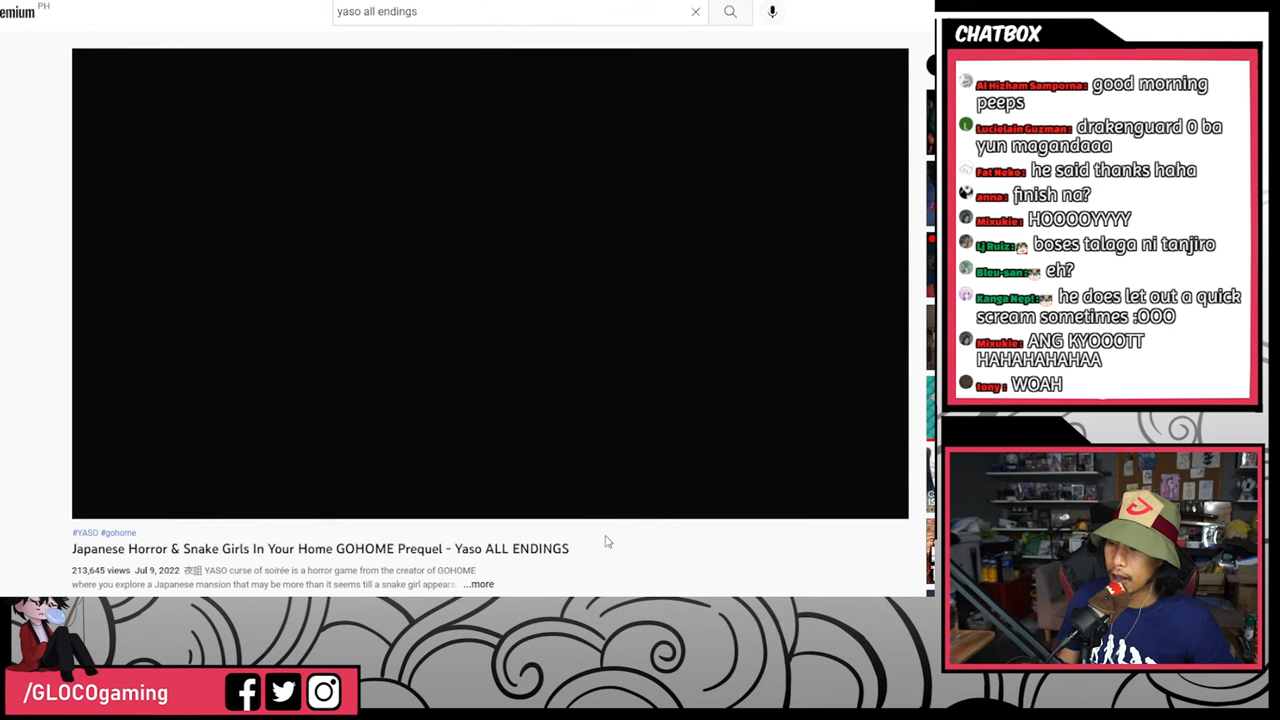 emium PH
yaso all endings
#YASO #gohome
Japanese Horror & Snake Girls In Your Home GOHOME Prequel - Yaso ALL ENDINGS
213,645 views Jul 9, 2022 夜詛 YASO curse of soirée is a horror game from the creator of GOHOME
where you explore a Japanese mansion that may be more than it seems till a snake girl appears. ...more
/GLOCOgaming
CHATBOX
Al Hizham Samporna: good morning
peeps
Lucielain Guzman: drakenguard 0 ba
yun magandaaa
Fat Neko: he said thanks haha
anna: finish na?
Mixukie: HOOOOYYYY
Lj Ruiz: boses talaga ni tanjiro
Bleu-san: eh?
Kanga Nep!: he does let out a quick
scream sometimes :OOO
Mixukie: ANG KYOOOTT
HAHAHAHAHAA
tony: WOAH